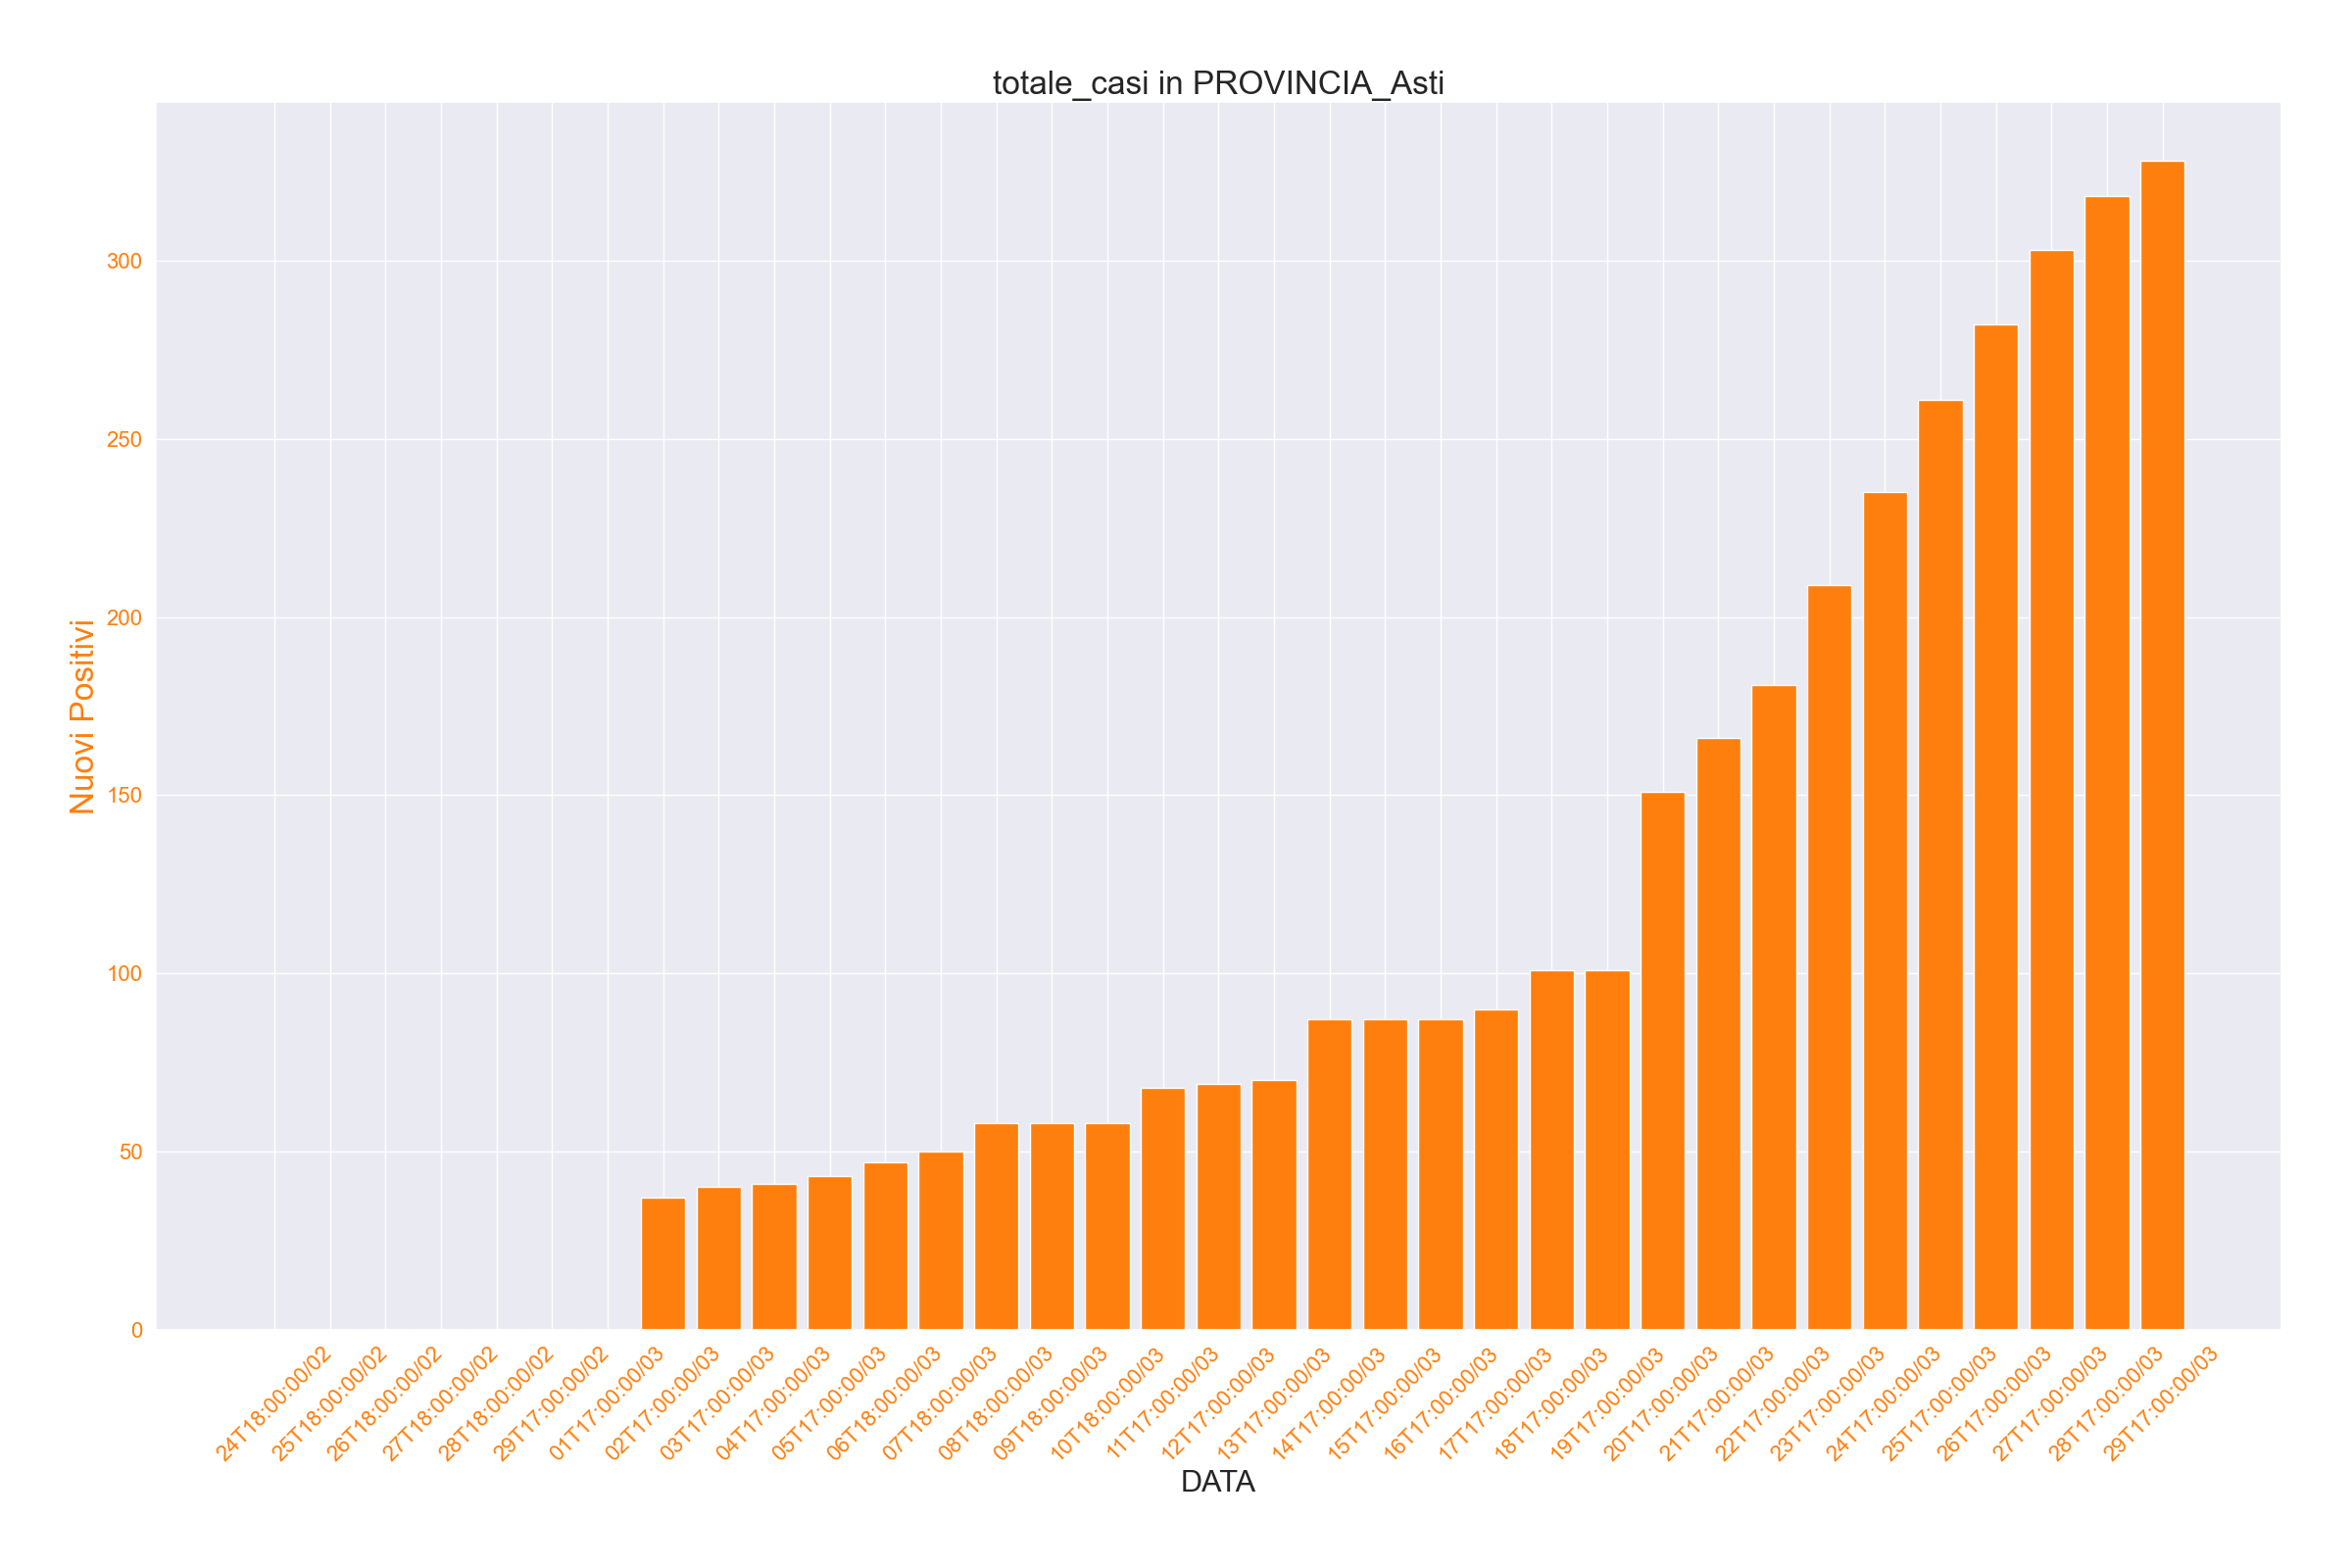 totale_casi in PROVINCIA_Asti
Nuovi Positivi
300
250
200
150
100
50
0
24T18:00:00/02
25T18:00:00/02
26T18:00:00/02
27T18:00:00/02
28T18:00:00/02
29T17:00:00/02
01T17:00:00/03
02T17:00:00/03
03T17:00:00/03
04T17:00:00/03
05T17:00:00/03
06T18:00:00/03
07T18:00:00/03
08T18:00:00/03
09T18:00:00/03
10T18:00:00/03
11T17:00:00/03
12T17:00:00/03
13T17:00:00/03
14T17:00:00/03
15T17:00:00/03
16T17:00:00/03
17T17:00:00/03
18T17:00:00/03
19T17:00:00/03
20T17:00:00/03
21T17:00:00/03
22T17:00:00/03
23T17:00:00/03
24T17:00:00/03
25T17:00:00/03
26T17:00:00/03
27T17:00:00/03
28T17:00:00/03
29T17:00:00/03
DATA